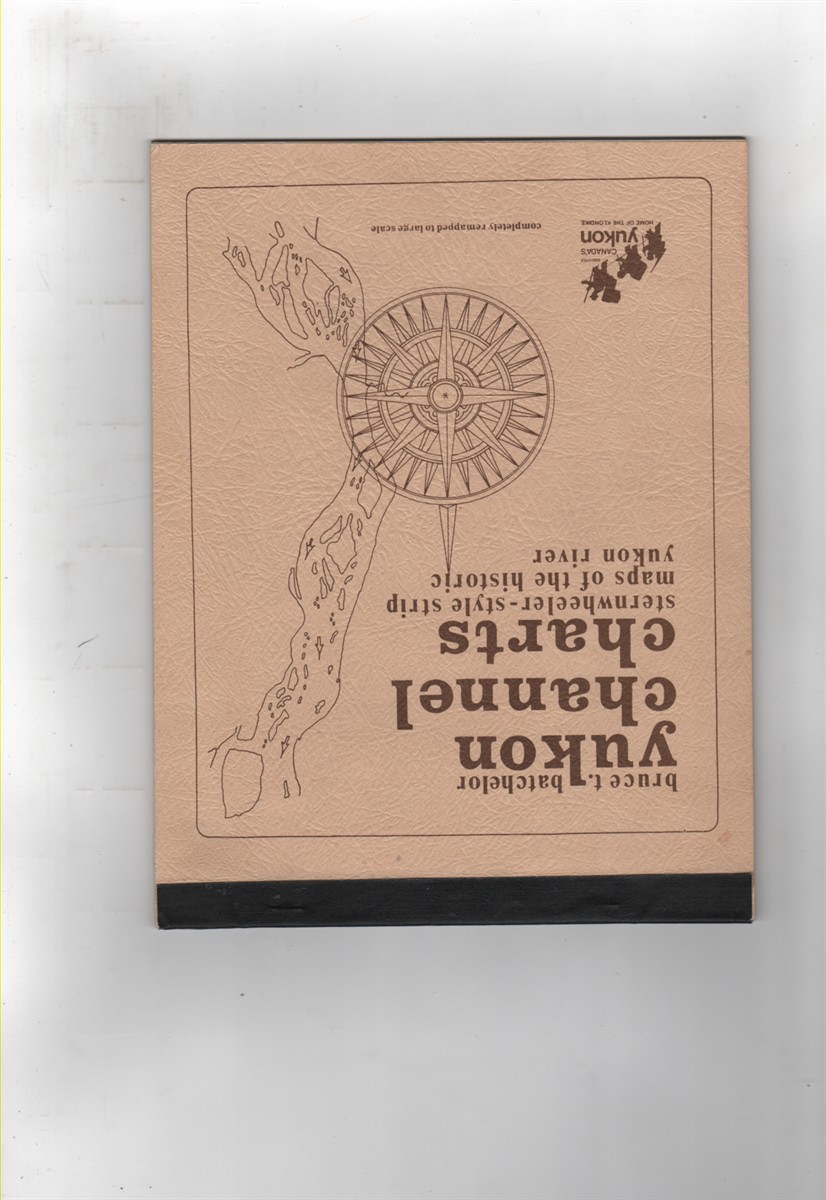 bruce t. batchelor
yukon
channel
charts
sternwheeler-style strip
maps of the historic
yukon river
completely remapped to large scale
CANADA'S
yukon
HOME OF THE KLONDIKE